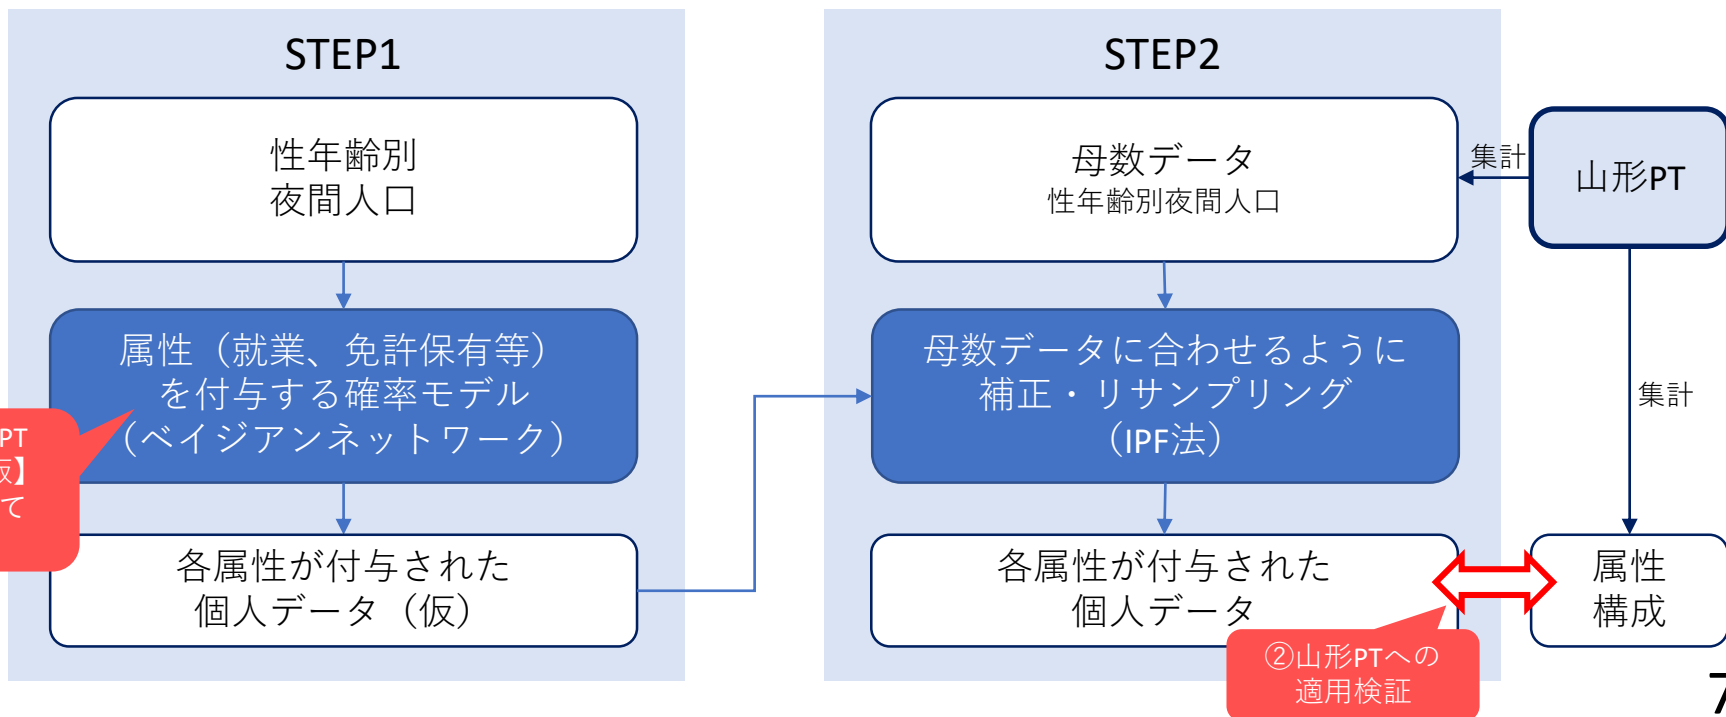 STEP1
性年齢別
夜間人口
属性（就業、免許保有等）
を付与する確率モデル
（ベイジアンネットワーク）
PT
】
て
各属性が付与された
個人データ（仮）
STEP2
母数データ
性年齢別夜間人口
集計
山形PT
母数データに合わせるように
補正・リサンプリング
（IPF法）
集計
各属性が付与された
個人データ
属性
構成
②山形PTへの
適用検証
7